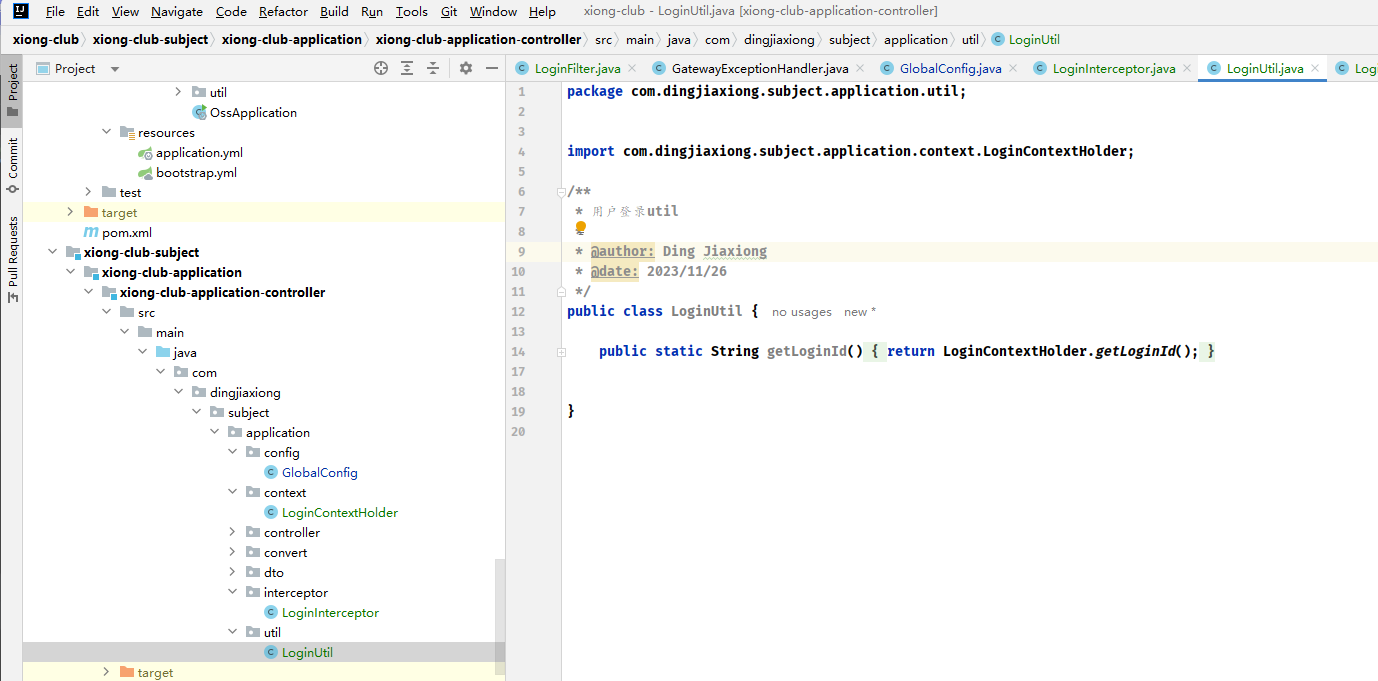 File Edit View Navigate Code Refactor Build Run Tools Git Window Help xiong-club - LoginUtil.java [xiong-club-application-controller]
xiong-club xiong-club-subject xiong-club-application xiong-club-application-controller src main java com dingjiaxiong subject application util LoginUtil
Project
Commit
Pull Requests
Project
util
OssApplication
resources
application.yml
bootstrap.yml
test
target
pom.xml
xiong-club-subject
xiong-club-application
xiong-club-application-controller
src
main
java
com
dingjiaxiong
subject
application
config
GlobalConfig
context
LoginContextHolder
controller
convert
dto
interceptor
LoginInterceptor
util
LoginUtil
target
LoginFilter.java GatewayExceptionHandler.java GlobalConfig.java LoginInterceptor.java LoginUtil.java Log
1 package com.dingjiaxiong.subject.application.util;
2
3
4 import com.dingjiaxiong.subject.application.context.LoginContextHolder;
5
6 /**
7 * 用户登录util
8 *
9 * @author: Ding Jiaxiong
10 * @date: 2023/11/26
11 */
12 public class LoginUtil { no usages new *
13
14 public static String getLoginId() { return LoginContextHolder.getLoginId(); }
17
18
19 }
20